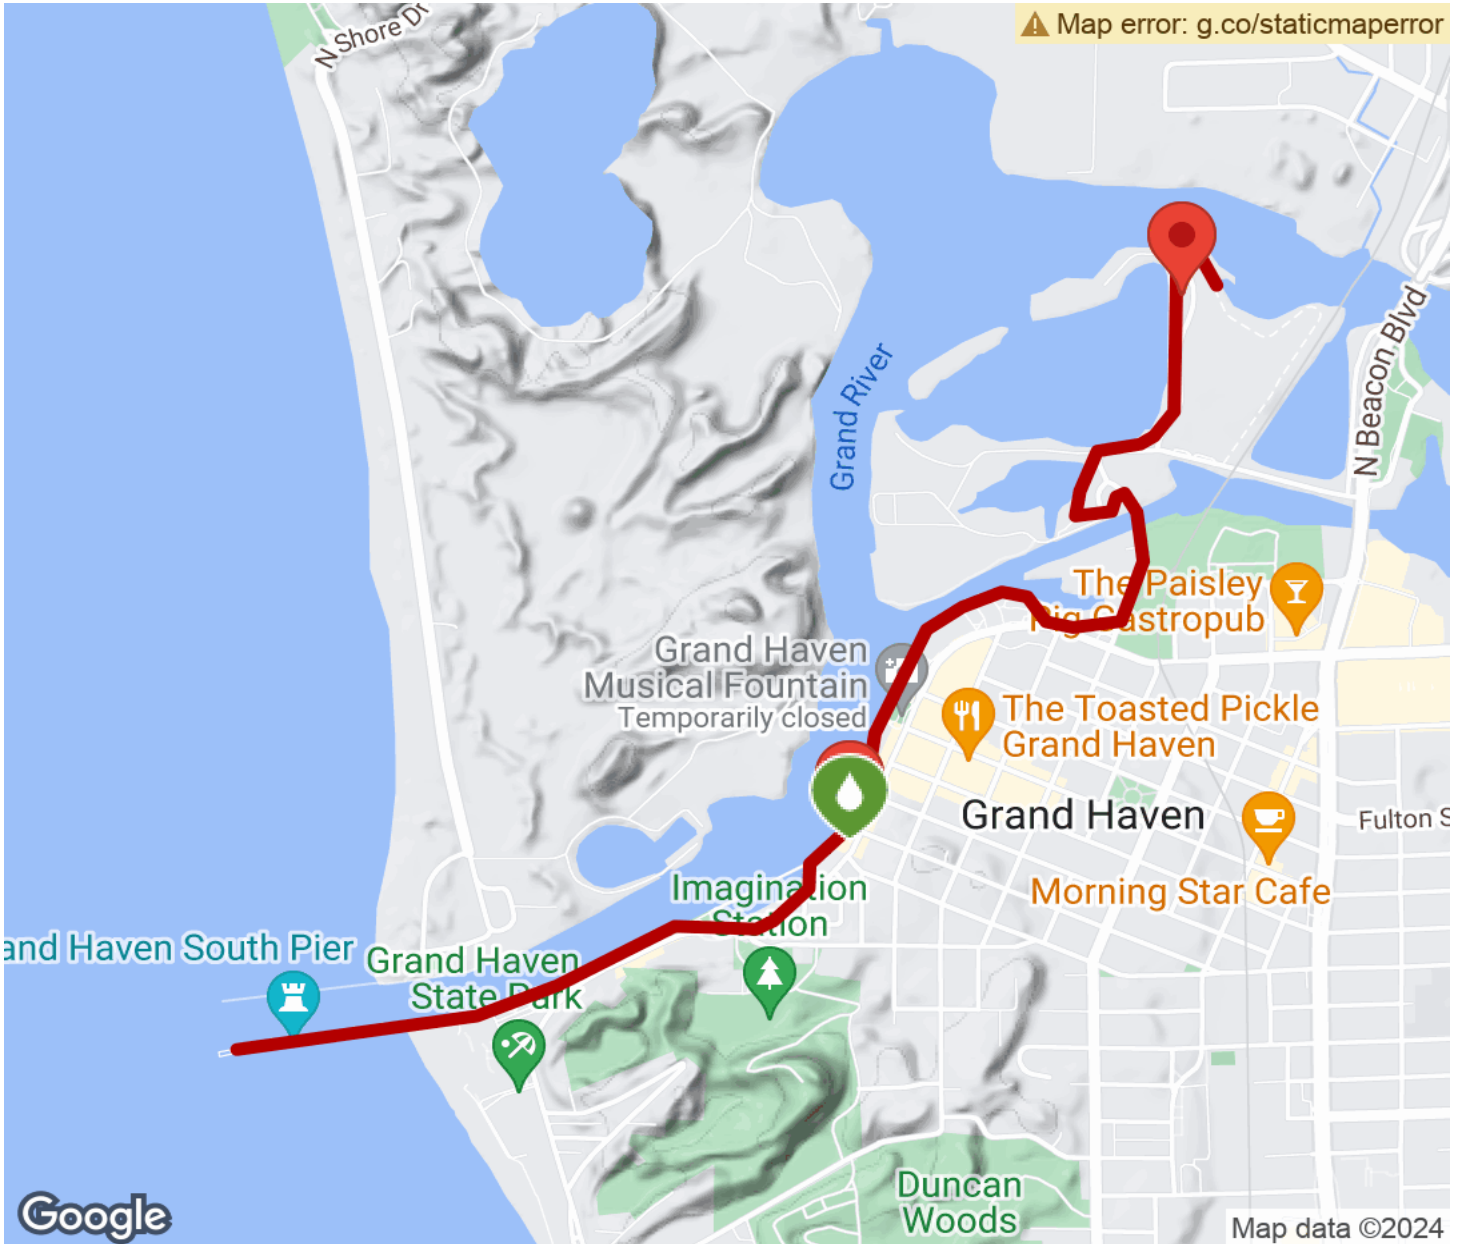 Map error: g.co/staticmaperror
N Shore Dr
Grand River
N Beacon Blvd
The Paisley
Pig Gastropub
Grand Haven
Musical Fountain
Temporarily closed
The Toasted Pickle
Grand Haven
Grand Haven
Fulton S
Morning Star Cafe
Imagination
Station
and Haven South Pier
Grand Haven
State Park
Duncan
Woods
Google
Map data ©2024